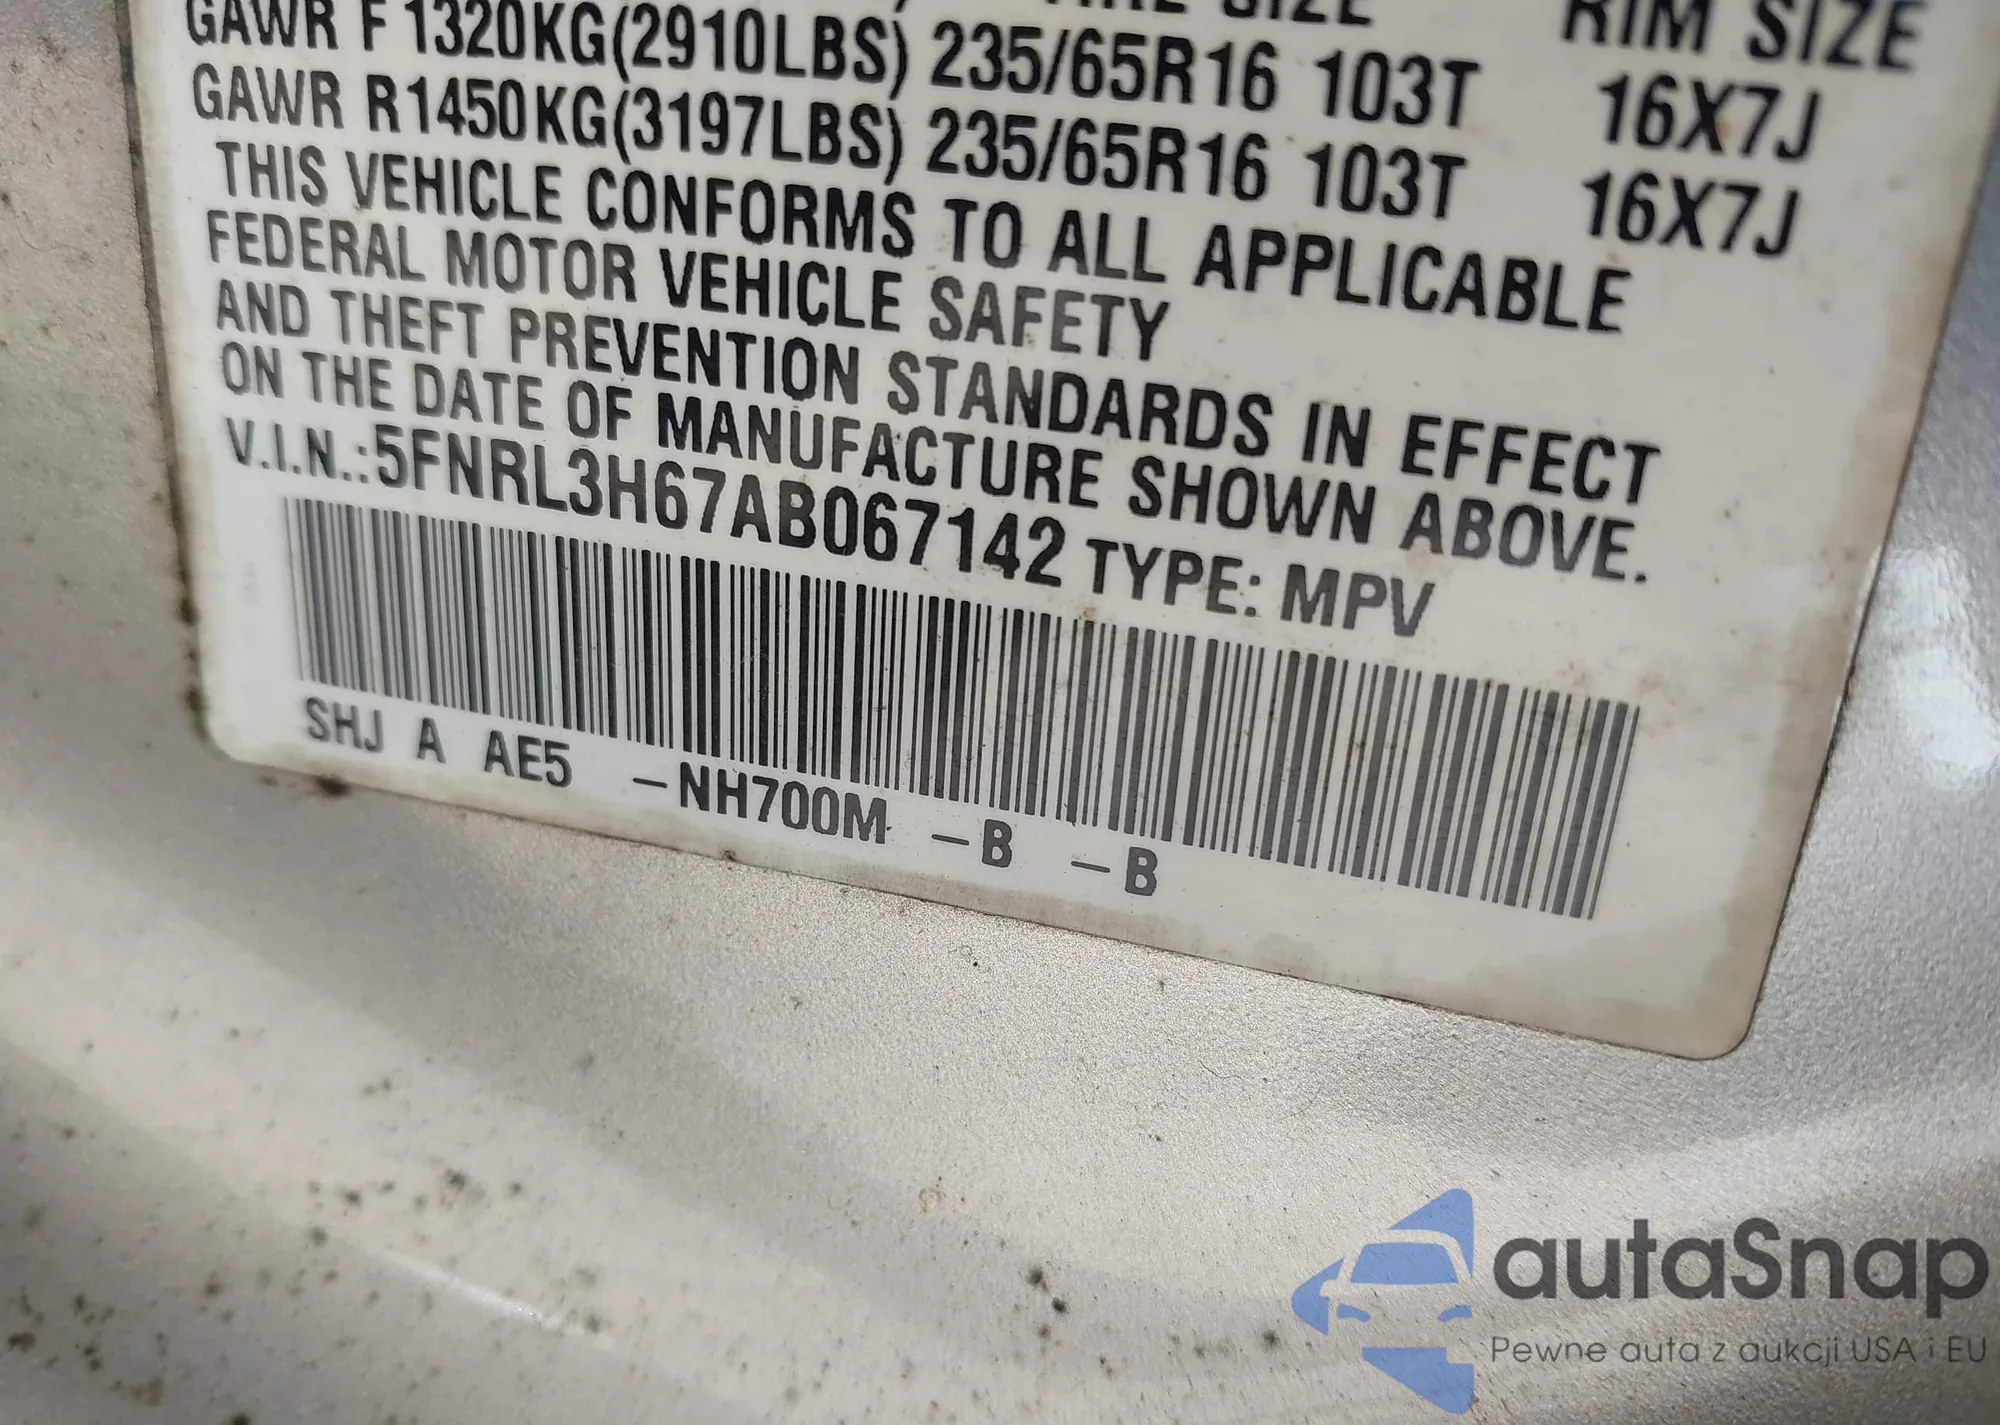 TIRE SIZE RIM SIZE
GAWR F 1320KG(2910LBS) 235/65R16 103T 16X7J
GAWR R1450KG(3197LBS) 235/65R16 103T 16X7J
THIS VEHICLE CONFORMS TO ALL APPLICABLE
FEDERAL MOTOR VEHICLE SAFETY
AND THEFT PREVENTION STANDARDS IN EFFECT
ON THE DATE OF MANUFACTURE SHOWN ABOVE.
V.I.N.:5FNRL3H67AB067142 TYPE: MPV
SHJ A AE5 -NH700M -B -B
autaSnap
Pewne auta z aukcji USA i EU